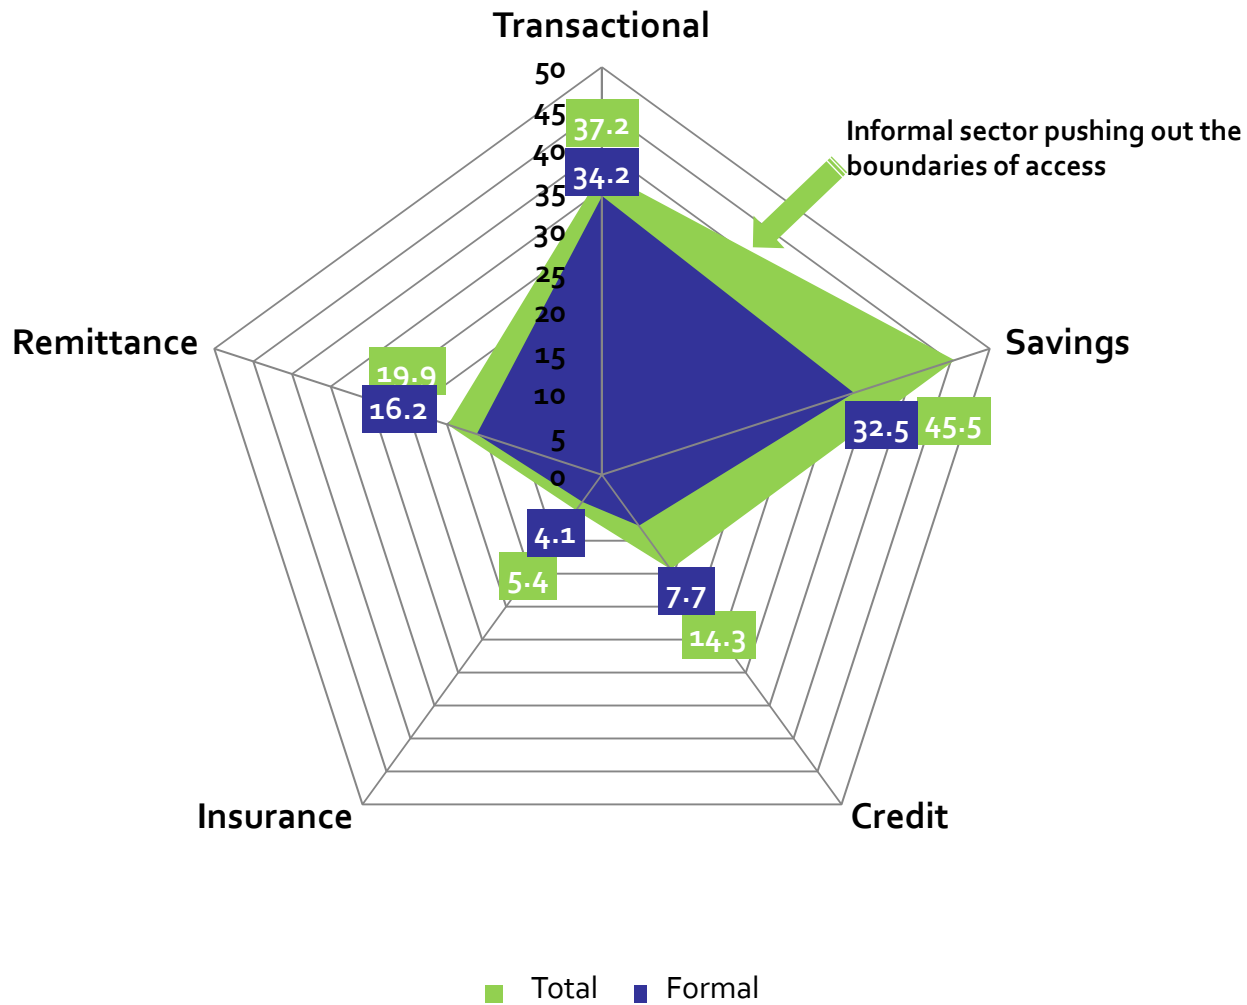 Transactional
50
45
37.2
Informal sector pushing out the
boundaries of access
40
34.2
35
30
25
20
Remittance
Savings
15
19.9
10
16.2
32.5 45.5
5
0
4.1
5.4
7.7
14.3
Insurance
Credit
Total Formal